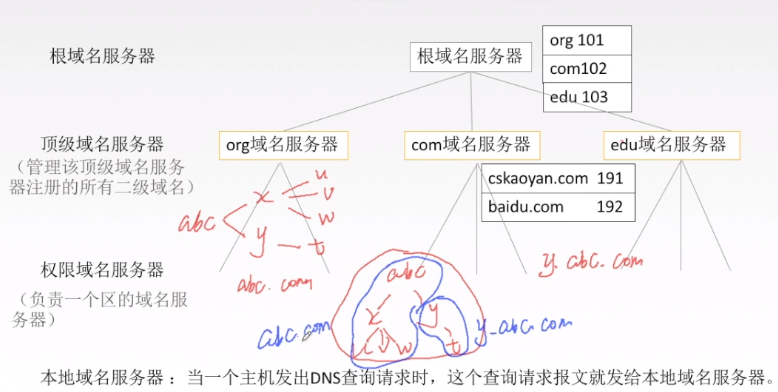 根域名服务器
根域名服务器
org 101
com102
edu 103
顶级域名服务器
(管理该顶级域名服务
器注册的所有二级域名)
org域名服务器
com域名服务器
edu域名服务器
cskaoyan.com 191
baidu.com 192
abc
x
u
v
w
y
t
权限域名服务器
(负责一个区的域名服
务器)
abc.com
abc
y.abc.com
x
y
v
w
t
abc.com
y.abc.com
本地域名服务器：当一个主机发出DNS查询请求时，这个查询请求报文就发给本地域名服务器。